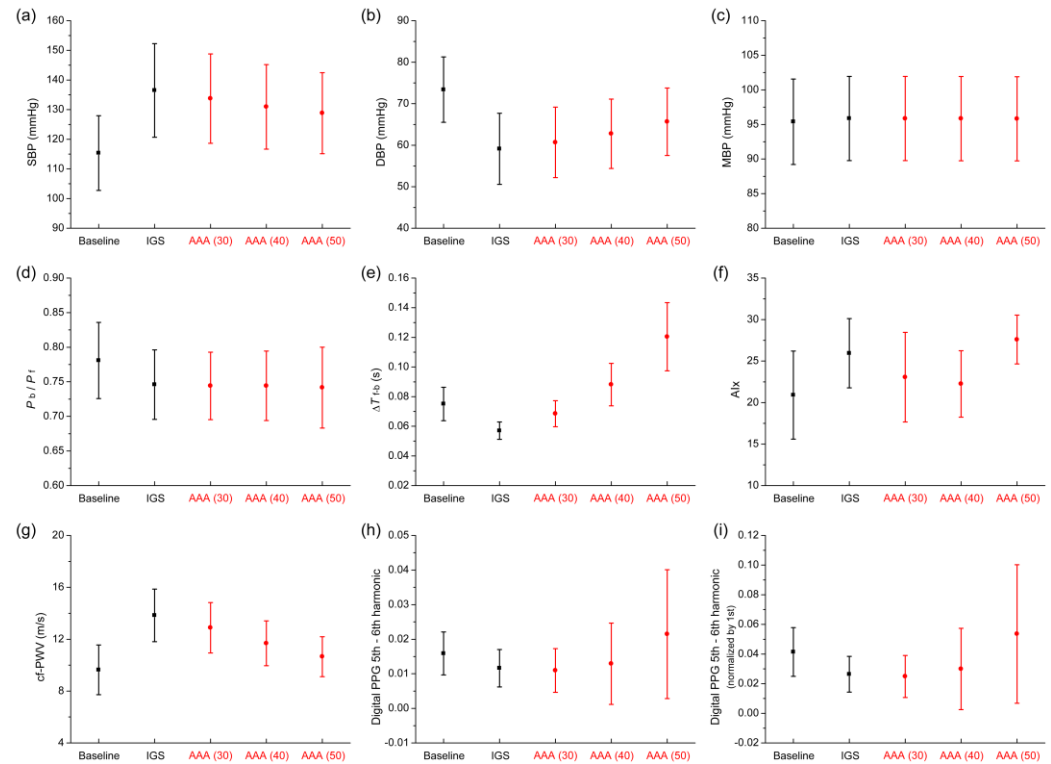 (a)
SBP (mmHg)
160
150
140
130
120
110
100
90
Baseline IGS AAA (30) AAA (40) AAA (50)
(b)
DBP (mmHg)
90
80
70
60
50
40
Baseline IGS AAA (30) AAA (40) AAA (50)
(c)
MBP (mmHg)
110
105
100
95
90
85
80
Baseline IGS AAA (30) AAA (40) AAA (50)
(d)
P b / P f
0.90
0.85
0.80
0.75
0.70
0.65
0.60
Baseline IGS AAA (30) AAA (40) AAA (50)
(e)
ΔT f-b (s)
0.16
0.14
0.12
0.10
0.08
0.06
0.04
0.02
Baseline IGS AAA (30) AAA (40) AAA (50)
(f)
AIx
35
30
25
20
15
10
Baseline IGS AAA (30) AAA (40) AAA (50)
(g)
cf-PWV (m/s)
20
16
12
8
4
Baseline IGS AAA (30) AAA (40) AAA (50)
(h)
Digital PPG 5th - 6th harmonic
0.05
0.04
0.03
0.02
0.01
0.00
-0.01
Baseline IGS AAA (30) AAA (40) AAA (50)
(i)
Digital PPG 5th - 6th harmonic
(normalized by 1st)
0.12
0.10
0.08
0.06
0.04
0.02
0.00
-0.02
Baseline IGS AAA (30) AAA (40) AAA (50)